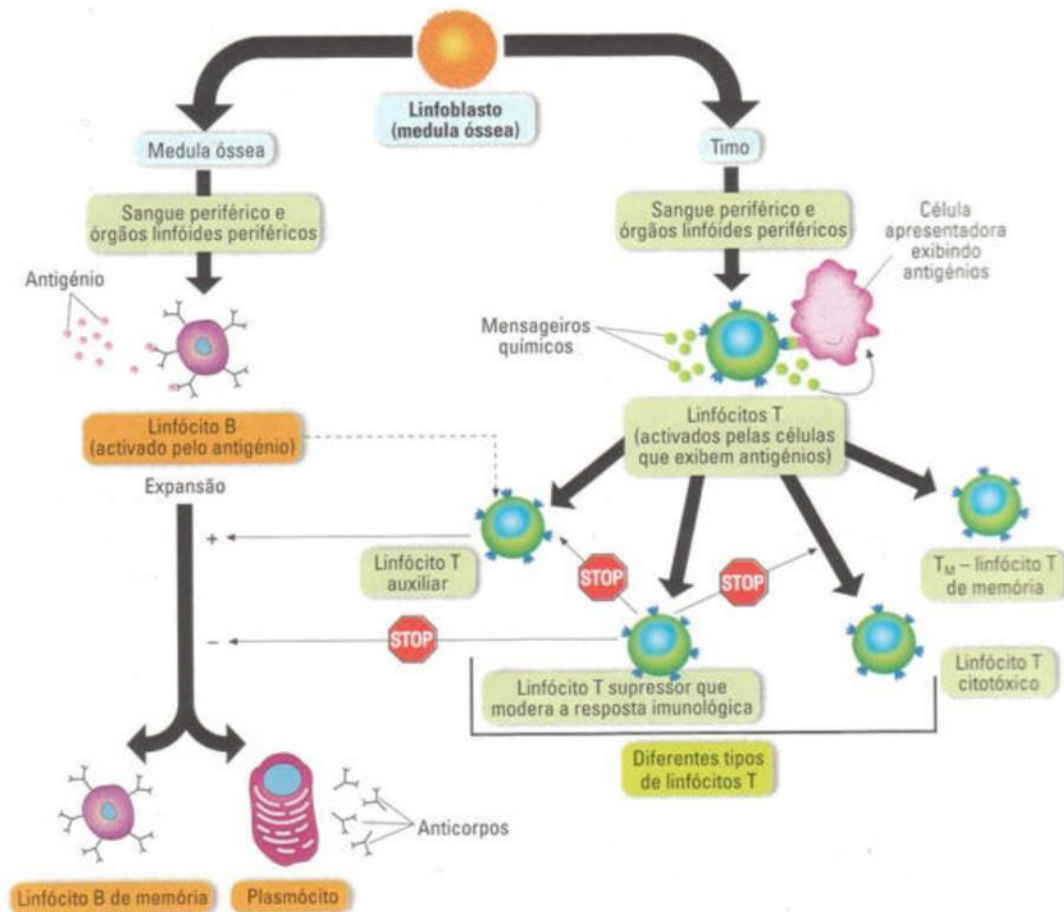 Linfoblasto
(medula óssea)
Medula óssea
Timo
Sangue periférico e
órgãos linfóides periféricos
Sangue periférico e
órgãos linfóides periféricos
Célula
apresentadora
exibindo
antigénios
Antigénio
Mensageiros
químicos
Linfócito B
(activado pelo antigénio)
Linfócitos T
(activados pelas células
que exibem antigénios)
Expansão
+
Linfócito T
auxiliar
STOP
STOP
T_M – linfócito T
de memória
–
STOP
Linfócito T supressor que
modera a resposta imunológica
Linfócito T
citotóxico
Diferentes tipos
de linfócitos T
Anticorpos
Linfócito B de memória
Plasmócito